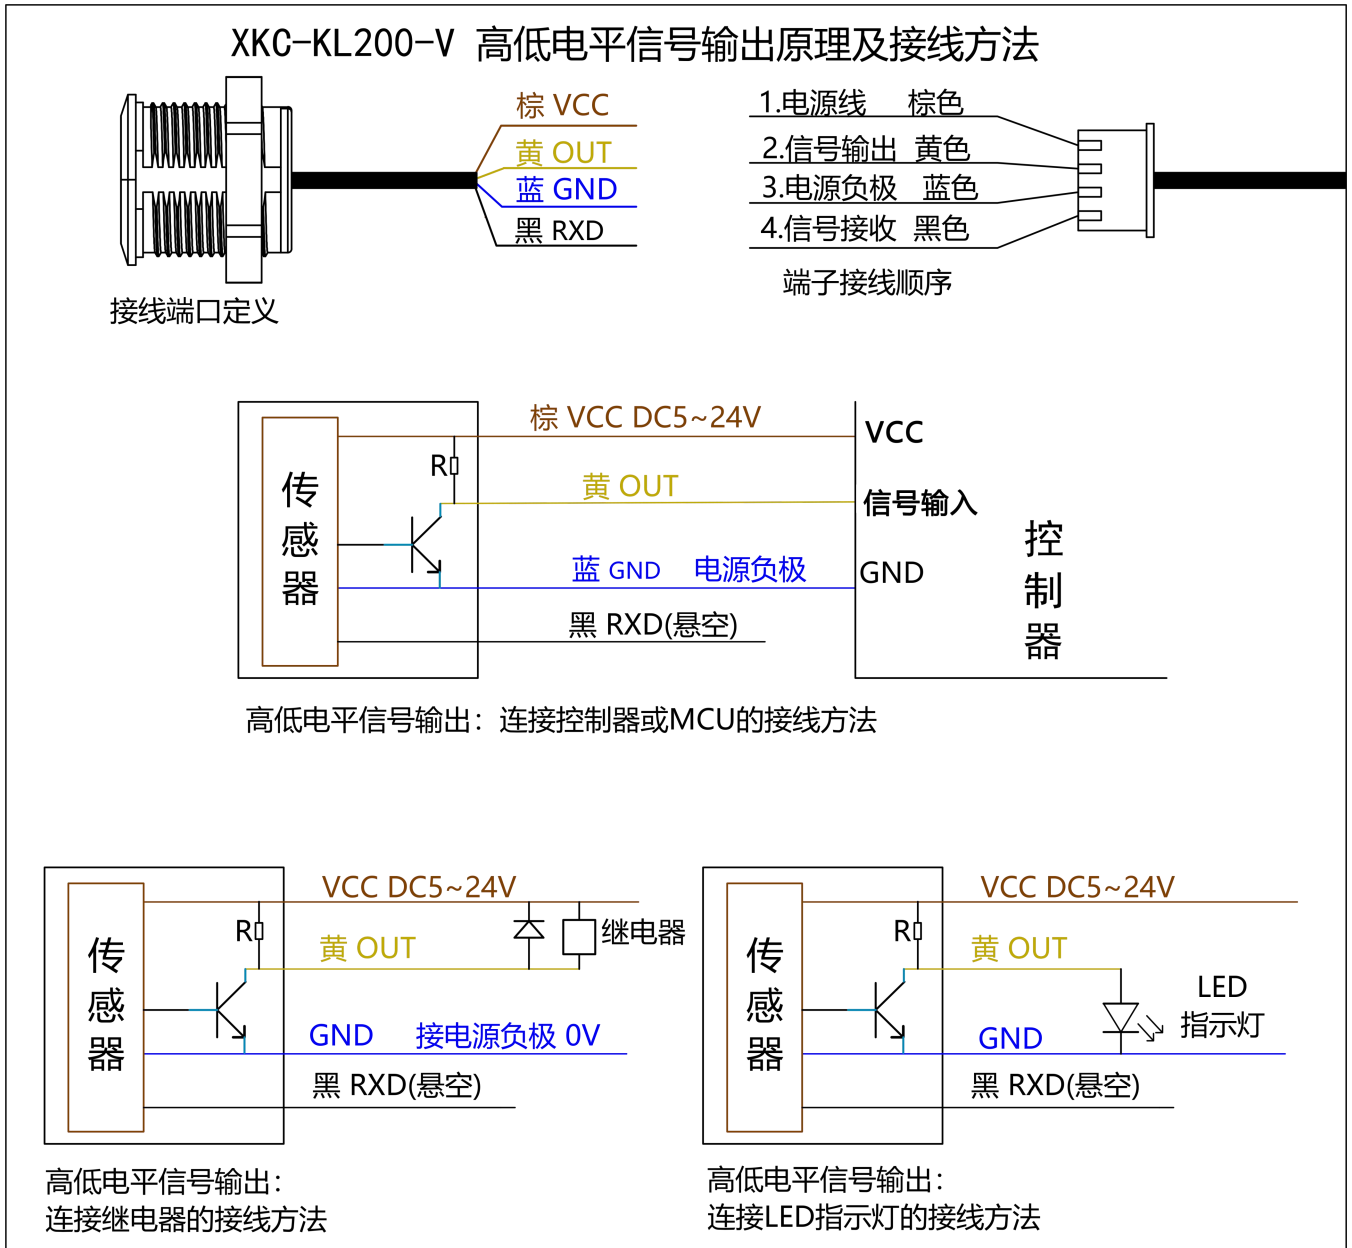 XKC-KL200-V 高低电平信号输出原理及接线方法
棕 VCC
黄 OUT
蓝 GND
黑 RXD
接线端口定义
1.电源线 棕色
2.信号输出 黄色
3.电源负极 蓝色
4.信号接收 黑色
端子接线顺序
传感器
R
棕 VCC DC5~24V
黄 OUT
蓝 GND 电源负极
黑 RXD(悬空)
VCC
信号输入
GND
控制器
高低电平信号输出：连接控制器或MCU的接线方法
传感器
R
VCC DC5~24V
黄 OUT
继电器
GND 接电源负极 0V
黑 RXD(悬空)
高低电平信号输出：
连接继电器的接线方法
传感器
R
VCC DC5~24V
黄 OUT
LED
指示灯
GND
黑 RXD(悬空)
高低电平信号输出：
连接LED指示灯的接线方法